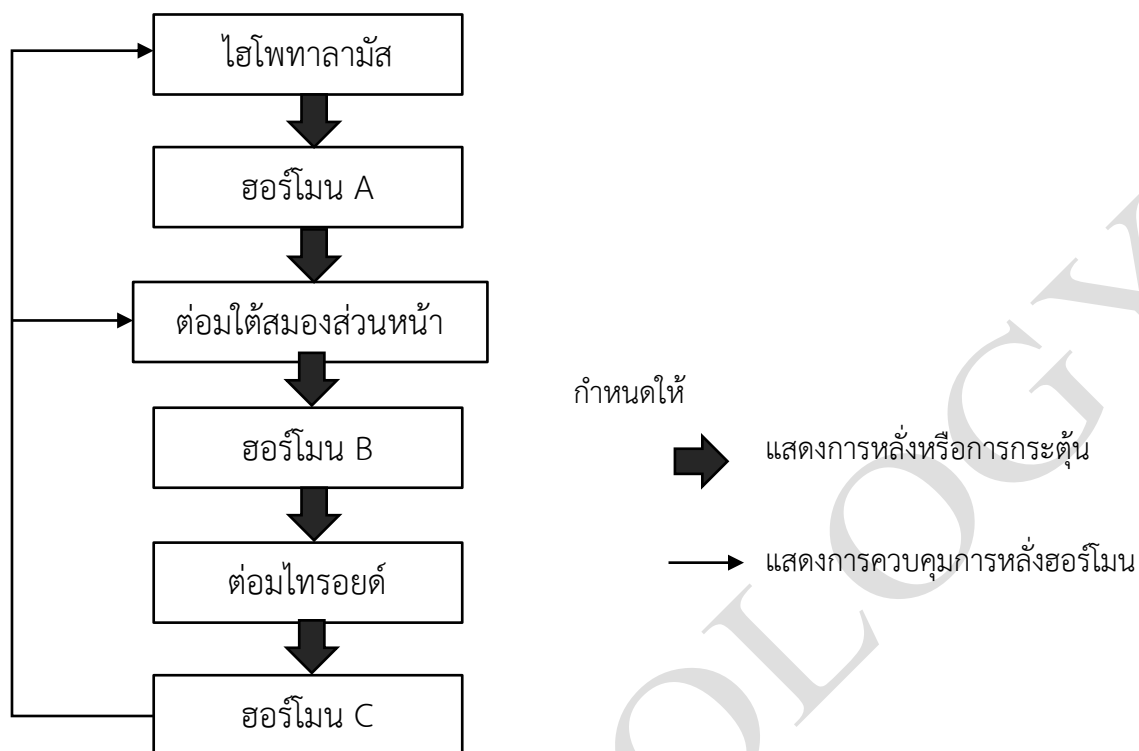 ไฮโพทาลามัส
ฮอร์โมน A
ต่อมใต้สมองส่วนหน้า
ฮอร์โมน B
ต่อมไทรอยด์
ฮอร์โมน C
กำหนดให้
แสดงการหลั่งหรือการกระตุ้น
แสดงการควบคุมการหลั่งฮอร์โมน
OLOGY